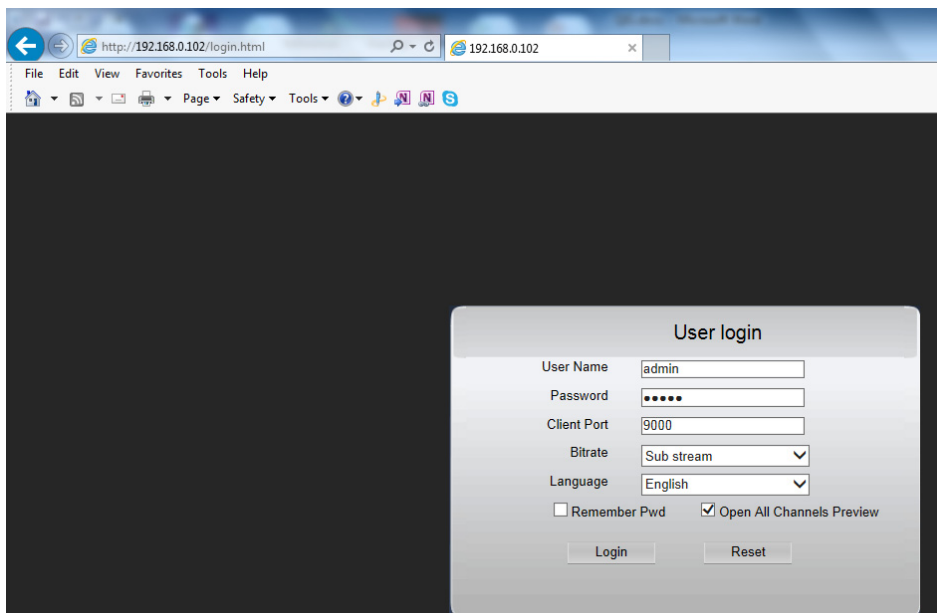 http://192.168.0.102/login.html
192.168.0.102
File Edit View Favorites Tools Help
Page Safety Tools
User login
User Name admin
Password •••••
Client Port 9000
Bitrate Sub stream
Language English
Remember Pwd Open All Channels Preview
Login Reset